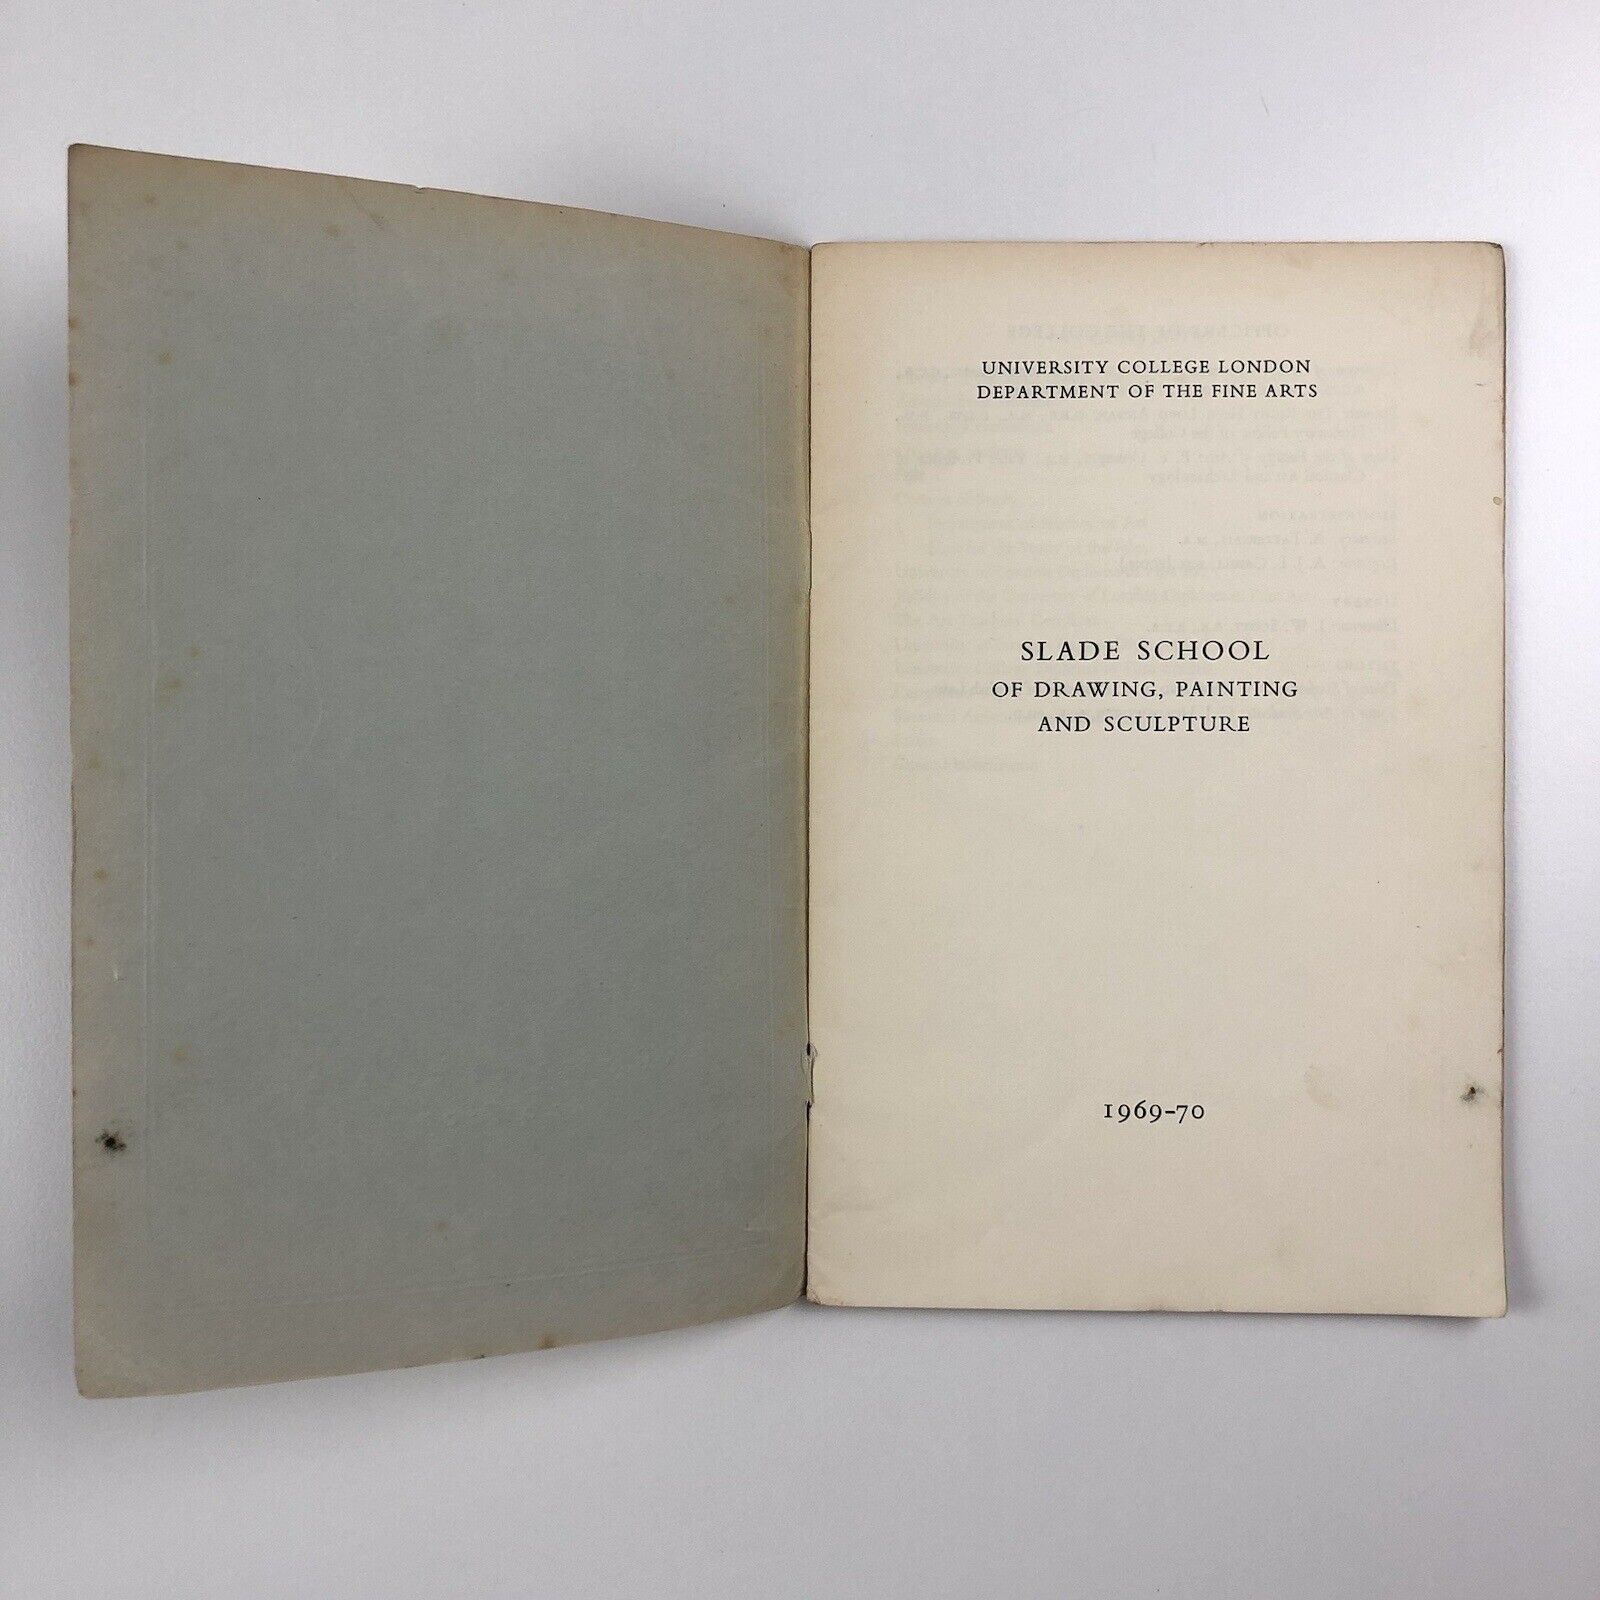 UNIVERSITY COLLEGE LONDON
DEPARTMENT OF THE FINE ARTS
SLADE SCHOOL
OF DRAWING, PAINTING
AND SCULPTURE
1969-70